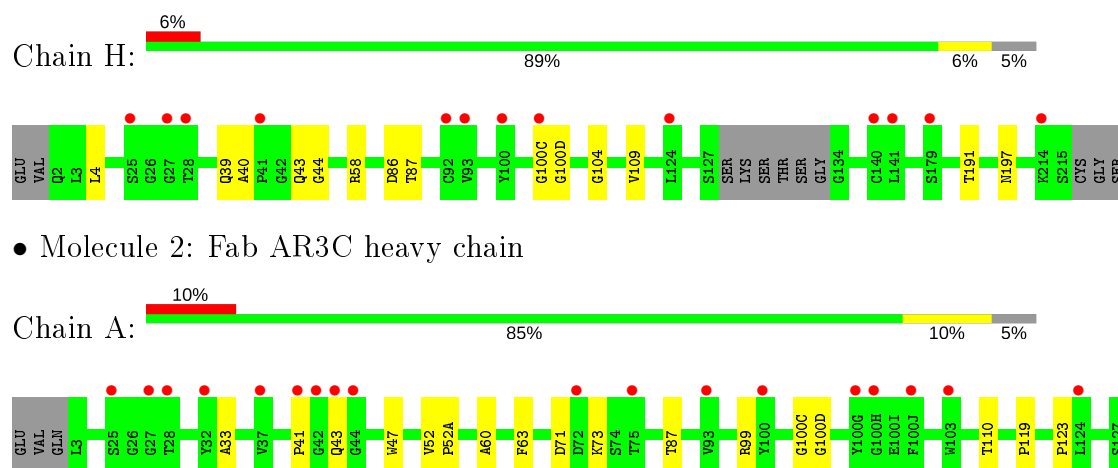 6%
Chain H:
89% 6% 5%
GLU VAL Q2 L3 L4 S25 G26 G27 T28 Q39 A40 P41 G42 Q43 G44 R58 D86 T87 C92 V93 Y100 G100C G100D G104 V109 L124 S127 SER LYS SER THR SER GLY G134 C140 L141 S179 T191 N197 K214 S215 CYS GLY SER
● Molecule 2: Fab AR3C heavy chain
10%
Chain A:
85% 10% 5%
GLU VAL GLN L3 S25 G26 G27 T28 Y32 A33 V37 P41 G42 Q43 G44 W47 V52 P52A A60 F63 D71 D72 K73 S74 T75 T87 V93 R99 Y100 G100C G100D Y100G G100H E100I F100J W103 T110 P119 P123 L124 S127